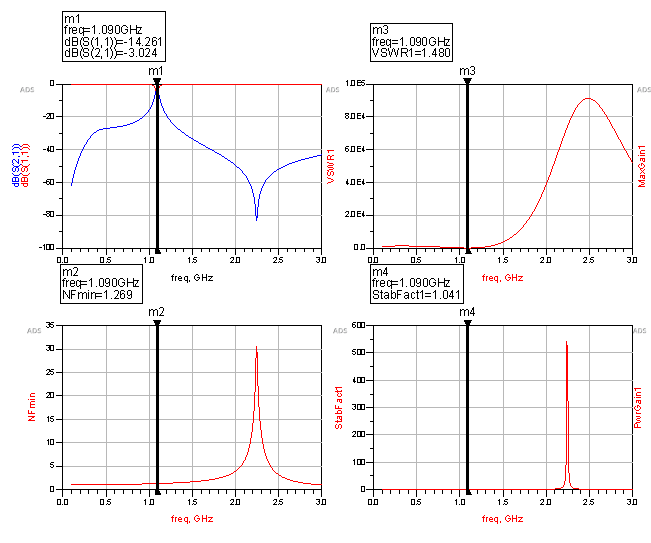 m1
freq=1.090GHz
dB(S(1,1))=-14.261
dB(S(2,1))=-3.024
m1
ADS
0
-20
-40
-60
-80
-100
dB(S(2,1))
dB(S(1,1))
0.0
0.5
1.0
1.5
2.0
2.5
3.0
freq, GHz
m3
freq=1.090GHz
VSWR1=1.480
m3
ADS
ADS
1.0E5
8.0E4
6.0E4
4.0E4
2.0E4
0.0E0
VSWR1
MaxGain1
0.0
0.5
1.0
1.5
2.0
2.5
3.0
freq, GHz
m2
freq=1.090GHz
NFmin=1.269
m2
ADS
35
30
25
20
15
10
5
0
NFmin
0.0
0.5
1.0
1.5
2.0
2.5
3.0
freq, GHz
m4
freq=1.090GHz
StabFact1=1.041
m4
ADS
ADS
600
500
400
300
200
100
0
StabFact1
PwrGain1
0.0
0.5
1.0
1.5
2.0
2.5
3.0
freq, GHz